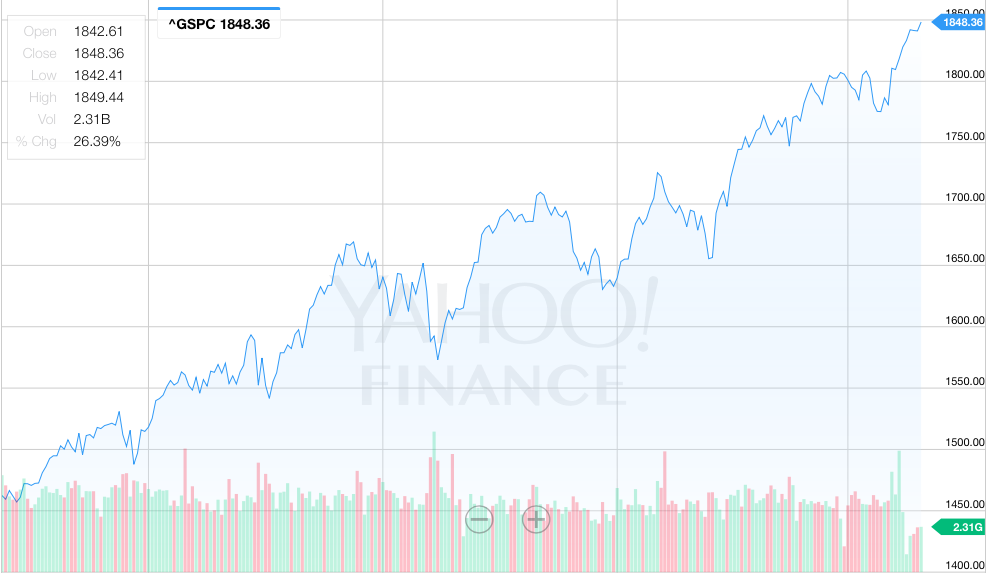 Open 1842.61
Close 1848.36
Low 1842.41
High 1849.44
Vol 2.31B
% Chg 26.39%
^GSPC 1848.36
1850.00
1848.36
1800.00
1750.00
1700.00
1650.00
1600.00
1550.00
1500.00
1450.00
2.31G
1400.00
YAHOO!
FINANCE